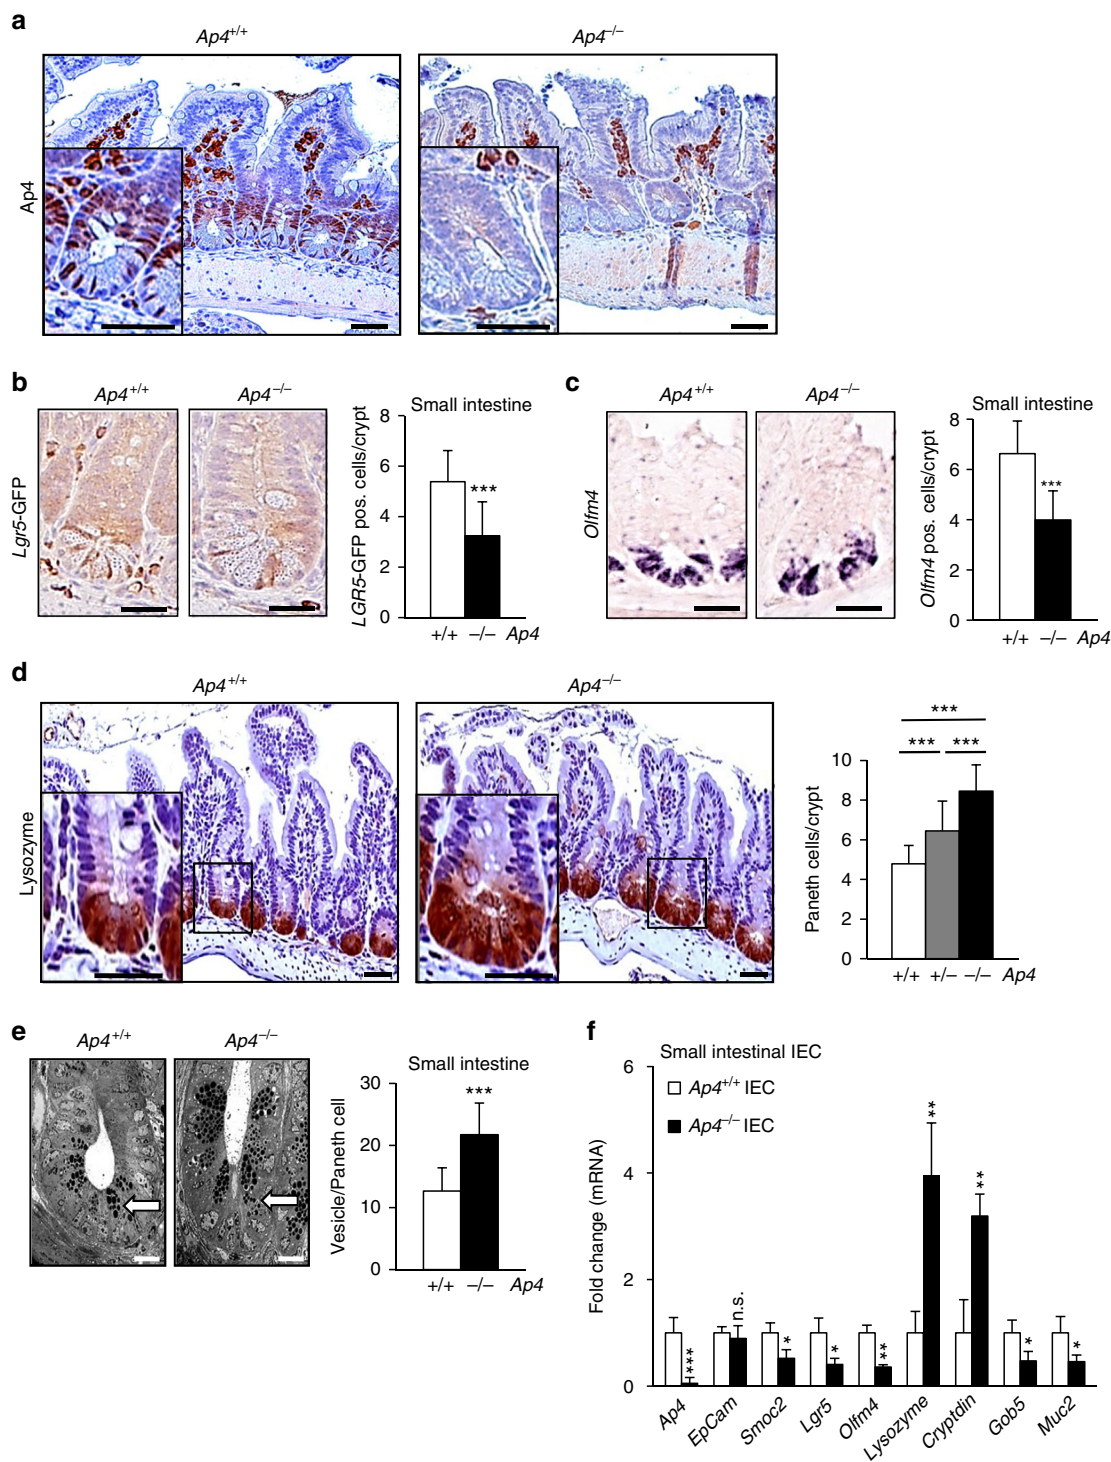 a
Ap4+/+
Ap4–/–
Ap4
b
Ap4+/+
Ap4–/–
Lgr5-GFP
Small intestine
LGR5-GFP pos. cells/crypt
8
6
4
2
0
***
+/+ –/– Ap4
c
Ap4+/+
Ap4–/–
Olfm4
Small intestine
Olfm4 pos. cells/crypt
8
6
4
2
0
***
+/+ –/– Ap4
d
Ap4+/+
Ap4–/–
Lysozyme
***
*** ***
Paneth cells/crypt
10
8
6
4
2
0
+/+ +/– –/– Ap4
e
Ap4+/+
Ap4–/–
Small intestine
Vesicle/Paneth cell
30
20
10
0
***
+/+ –/– Ap4
f
Small intestinal IEC
Ap4+/+ IEC
Ap4–/– IEC
Fold change (mRNA)
6
4
2
0
***
n.s.
*
*
**
**
**
*
*
Ap4
EpCam
Smoc2
Lgr5
Olfm4
Lysozyme
Cryptdin
Gob5
Muc2